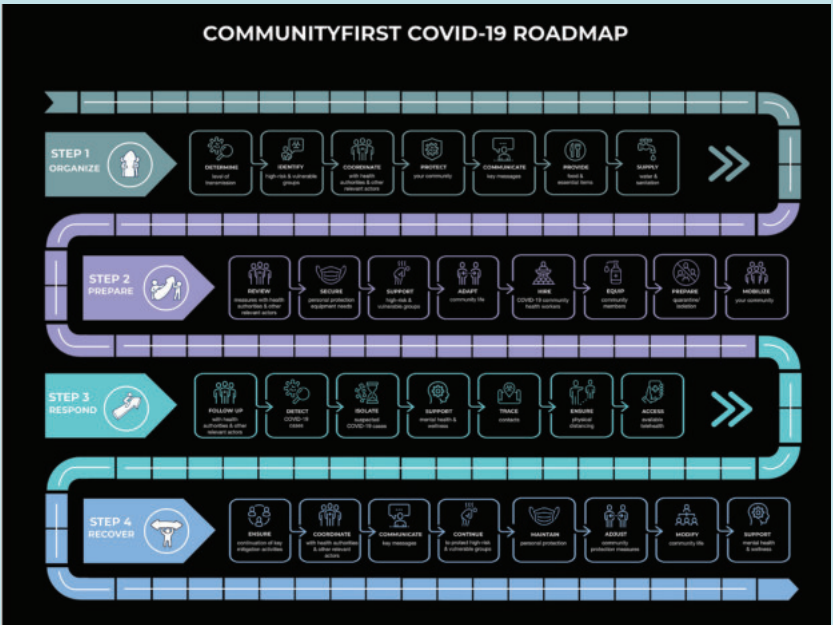 COMMUNITYFIRST COVID-19 ROADMAP
STEP 1
ORGANIZE
DETERMINE
level of
transmission
IDENTIFY
high-risk & vulnerable
groups
COORDINATE
with health
authorities & other
relevant actors
PROTECT
your community
COMMUNICATE
key messages
PROVIDE
food &
essential items
SUPPLY
water &
sanitation
STEP 2
PREPARE
REVIEW
measures with health
authorities & other
relevant actors
SECURE
personal protection
equipment needs
SUPPORT
high-risk &
vulnerable groups
ADAPT
community life
HIRE
COVID-19 community
health workers
EQUIP
community
members
PREPARE
quarantine/
isolation
MOBILIZE
your community
STEP 3
RESPOND
FOLLOW UP
with health
authorities & other
relevant actors
DETECT
COVID-19
cases
ISOLATE
suspected
COVID-19 cases
SUPPORT
mental health &
wellness
TRACE
contacts
ENSURE
physical
distancing
ACCESS
available
telehealth
STEP 4
RECOVER
ENSURE
continuation of key
mitigation activities
COORDINATE
with health authorities
& other relevant
actors
COMMUNICATE
key messages
CONTINUE
to protect high-risk
& vulnerable groups
MAINTAIN
personal protection
ADJUST
community
protection measures
MODIFY
community life
SUPPORT
mental health
& wellness